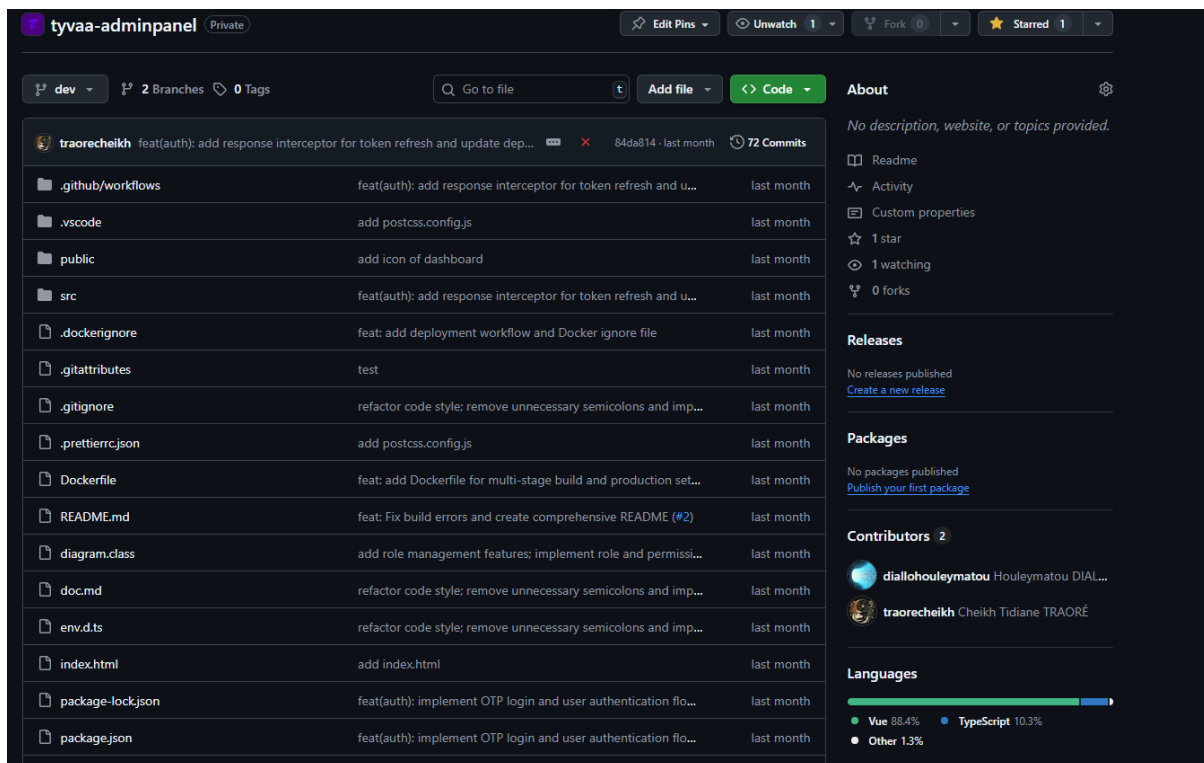 tyvaa-adminpanel Private
Edit Pins
Unwatch 1
Fork 0
Starred 1
dev
2 Branches
0 Tags
Go to file
t
Add file
Code
traorecheikh feat(auth): add response interceptor for token refresh and update dep... 84da814 · last month 72 Commits
.github/workflows feat(auth): add response interceptor for token refresh and u... last month
.vscode add postcss.config.js last month
public add icon of dashboard last month
src feat(auth): add response interceptor for token refresh and u... last month
.dockerignore feat: add deployment workflow and Docker ignore file last month
.gitattributes test last month
.gitignore refactor code style; remove unnecessary semicolons and imp... last month
.prettierrc.json add postcss.config.js last month
Dockerfile feat: add Dockerfile for multi-stage build and production set... last month
README.md feat: Fix build errors and create comprehensive README (#2) last month
diagram.class add role management features; implement role and permissi... last month
doc.md refactor code style; remove unnecessary semicolons and imp... last month
env.d.ts refactor code style; remove unnecessary semicolons and imp... last month
index.html add index.html last month
package-lock.json feat(auth): implement OTP login and user authentication flo... last month
package.json feat(auth): implement OTP login and user authentication flo... last month
About
No description, website, or topics provided.
Readme
Activity
Custom properties
1 star
1 watching
0 forks
Releases
No releases published
Create a new release
Packages
No packages published
Publish your first package
Contributors 2
diallohouleymatou Houleymatou DIAL...
traorecheikh Cheikh Tidiane TRAORÉ
Languages
Vue 88.4% TypeScript 10.3%
Other 1.3%